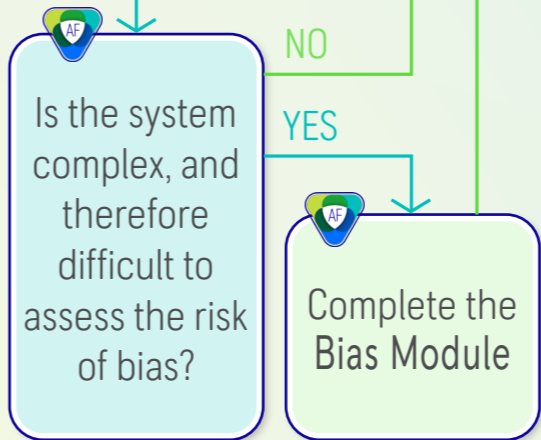 AF
Is the system
complex, and
therefore
difficult to
assess the risk
of bias?
NO
YES
AF
Complete the
Bias Module